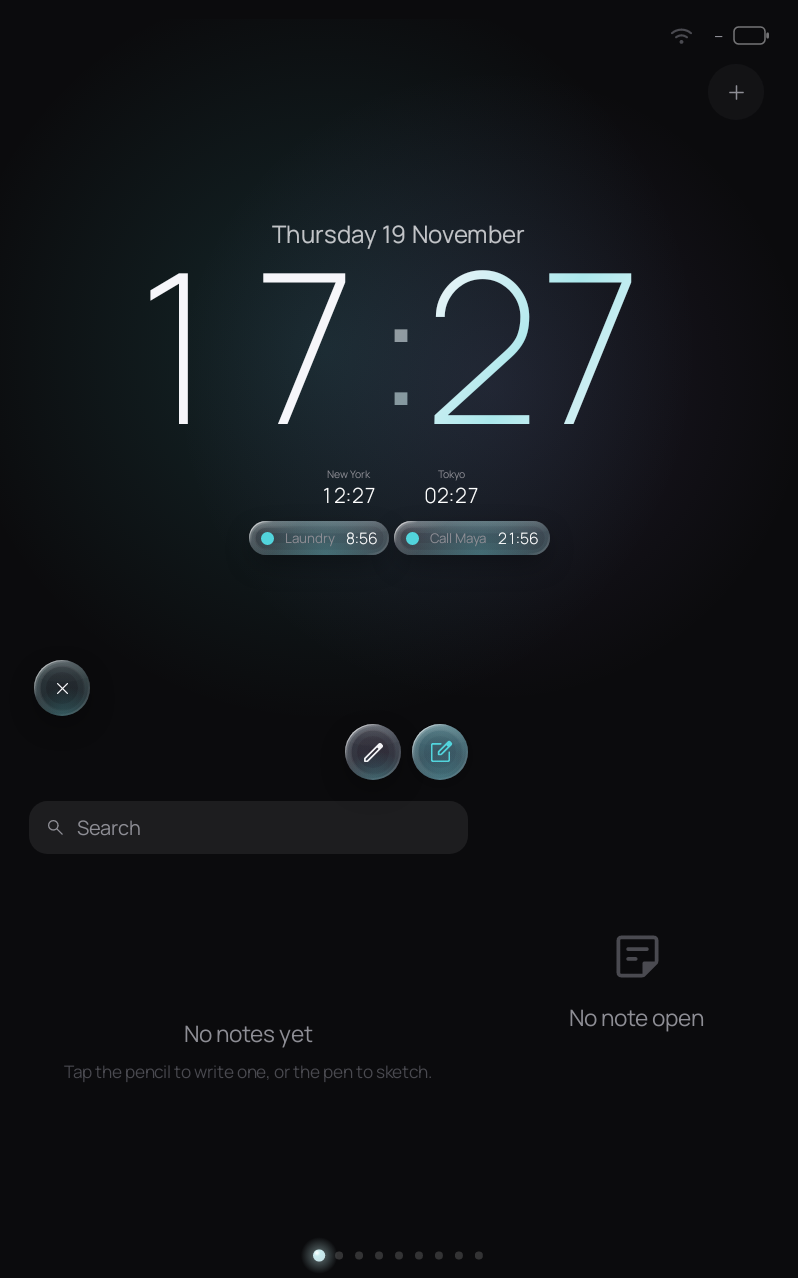 –
Thursday 19 November
17:27
New York
Tokyo
12:27
02:27
Laundry 8:56
Call Maya 21:56
Search
No note open
No notes yet
Tap the pencil to write one, or the pen to sketch.